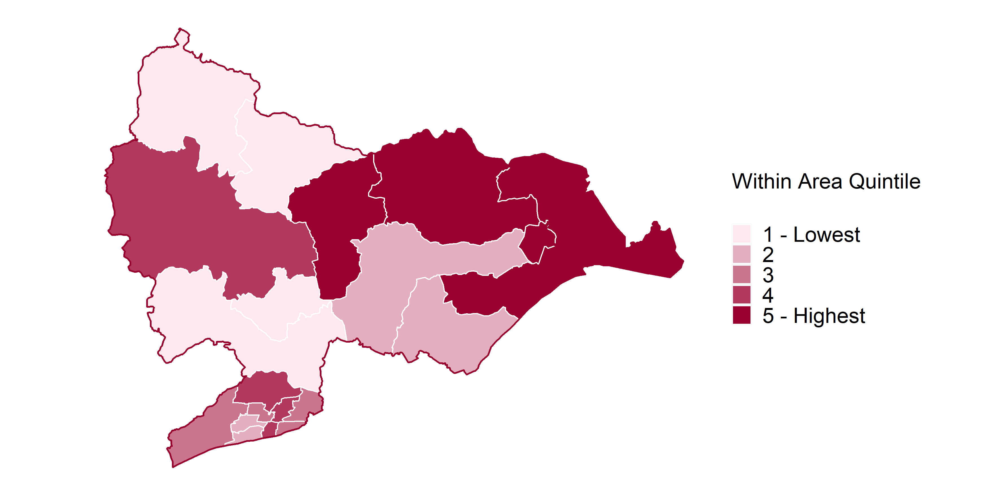 Within Area Quintile
1 - Lowest
2
3
4
5 - Highest